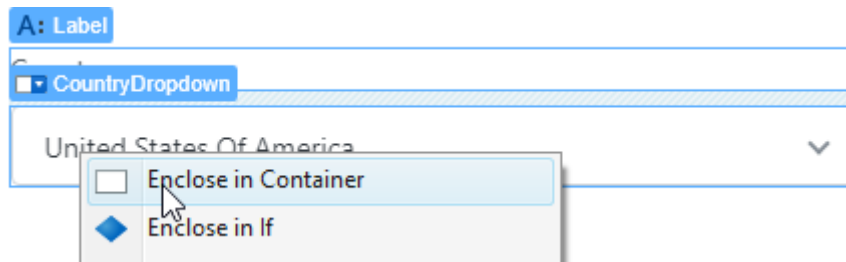 A: Label
CountryDropdown
United States Of America
Enclose in Container
Enclose in If